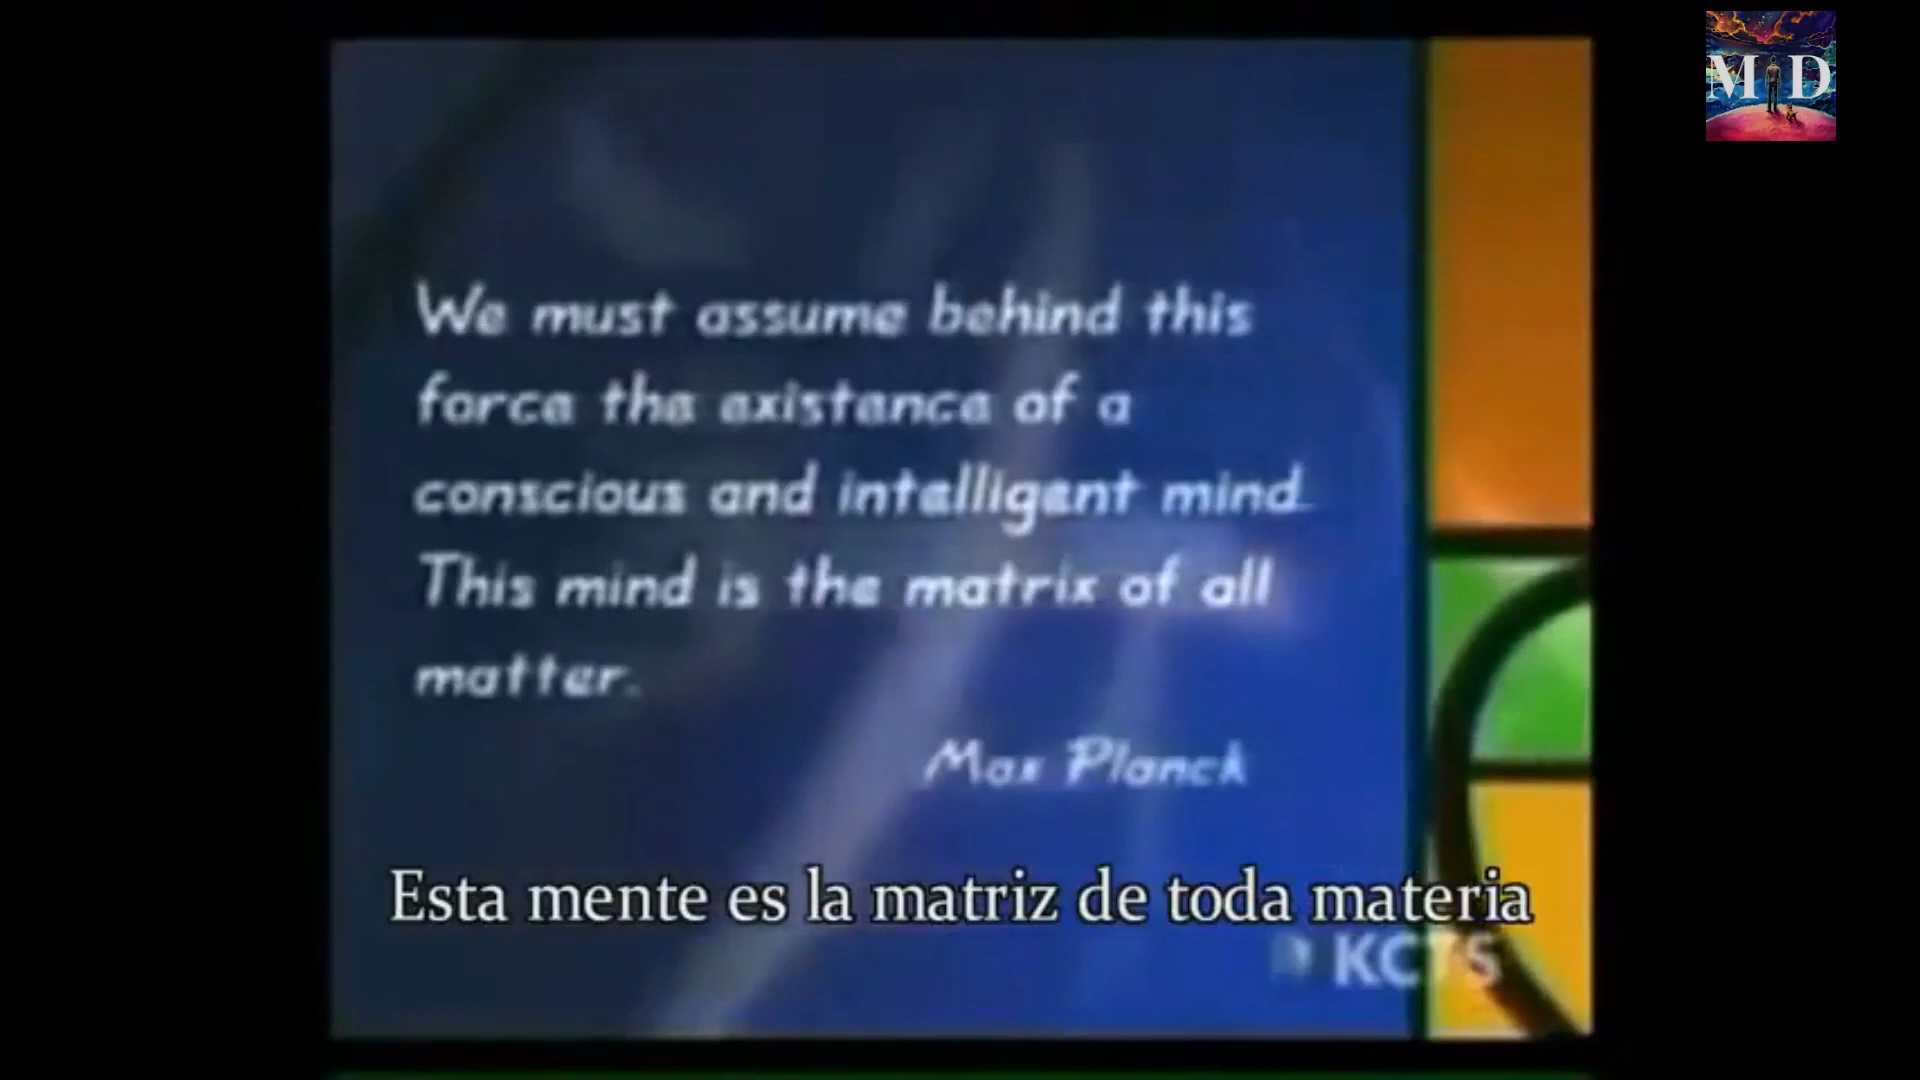 M D
We must assume behind this
force the existence of a
conscious and intelligent mind.
This mind is the matrix of all
matter.
Max Planck
Esta mente es la matriz de toda materia
KCTS